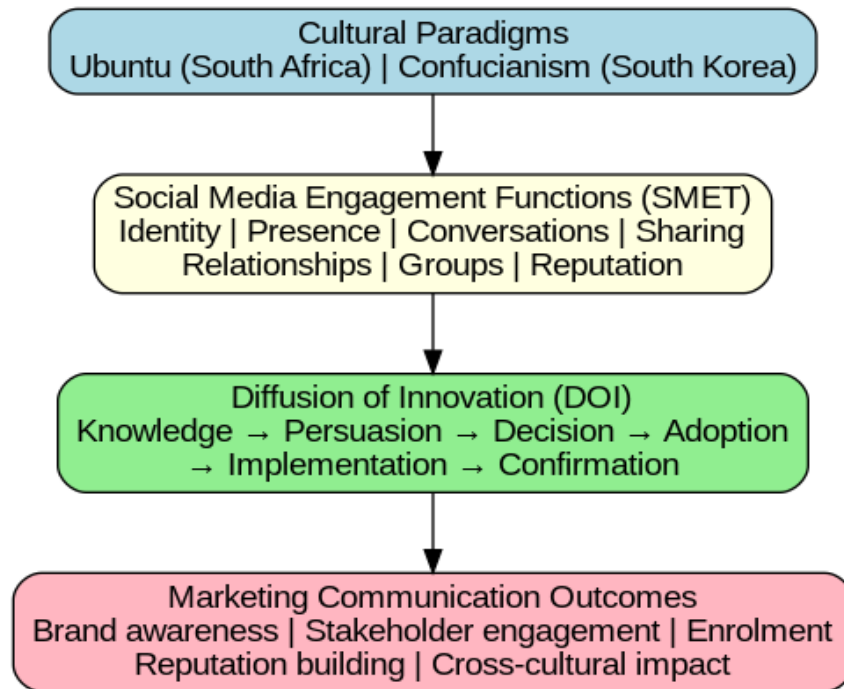 Cultural Paradigms
Ubuntu (South Africa) | Confucianism (South Korea)
Social Media Engagement Functions (SMET)
Identity | Presence | Conversations | Sharing
Relationships | Groups | Reputation
Diffusion of Innovation (DOI)
Knowledge → Persuasion → Decision → Adoption
→ Implementation → Confirmation
Marketing Communication Outcomes
Brand awareness | Stakeholder engagement | Enrolment
Reputation building | Cross-cultural impact